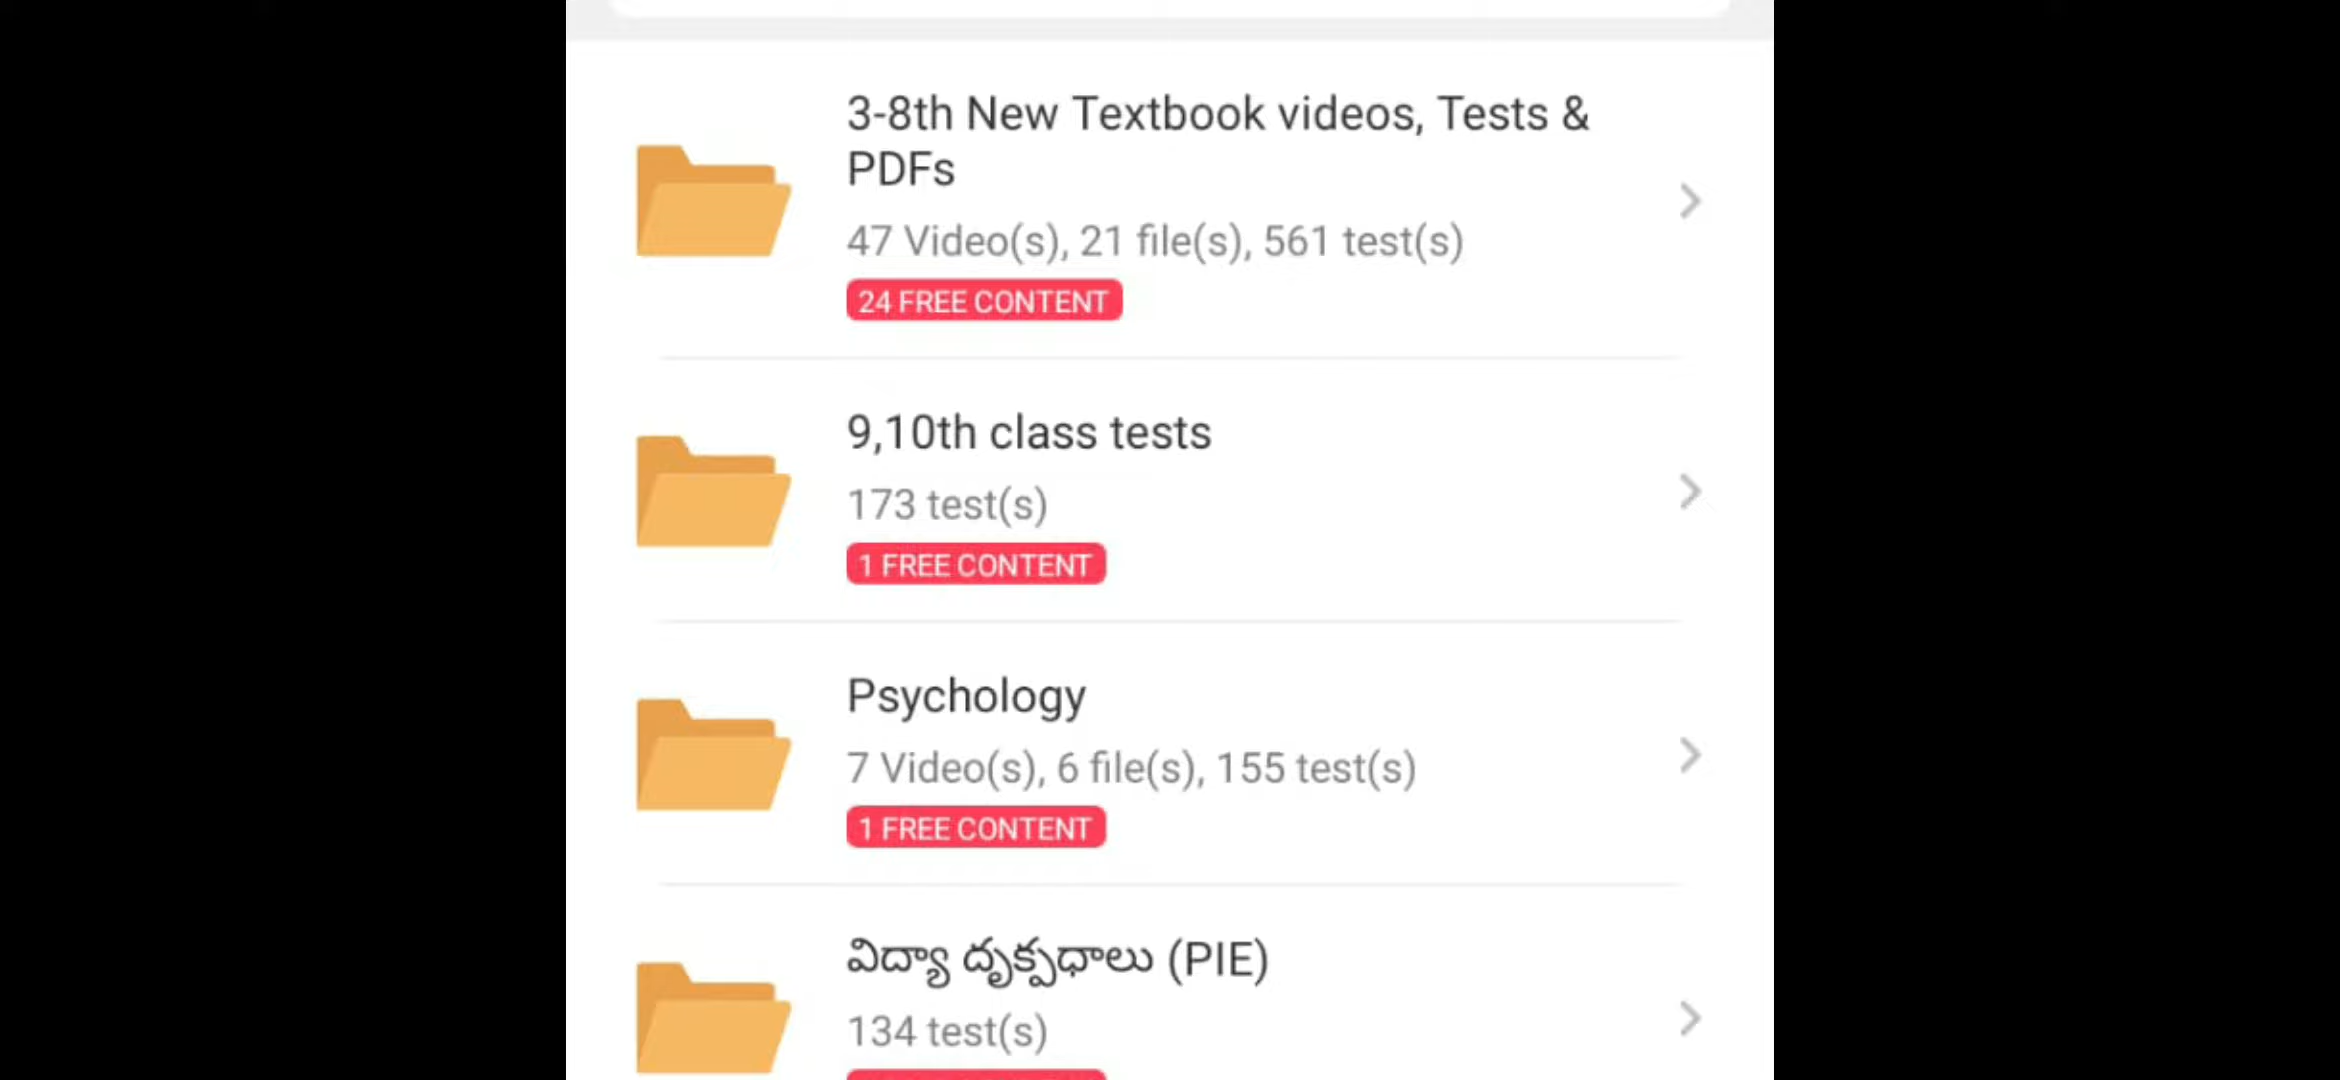 3-8th New Textbook videos, Tests &
PDFs
47 Video(s), 21 file(s), 561 test(s)
24 FREE CONTENT
9,10th class tests
173 test(s)
1 FREE CONTENT
Psychology
7 Video(s), 6 file(s), 155 test(s)
1 FREE CONTENT
విద్యా దృక్పధాలు (PIE)
134 test(s)